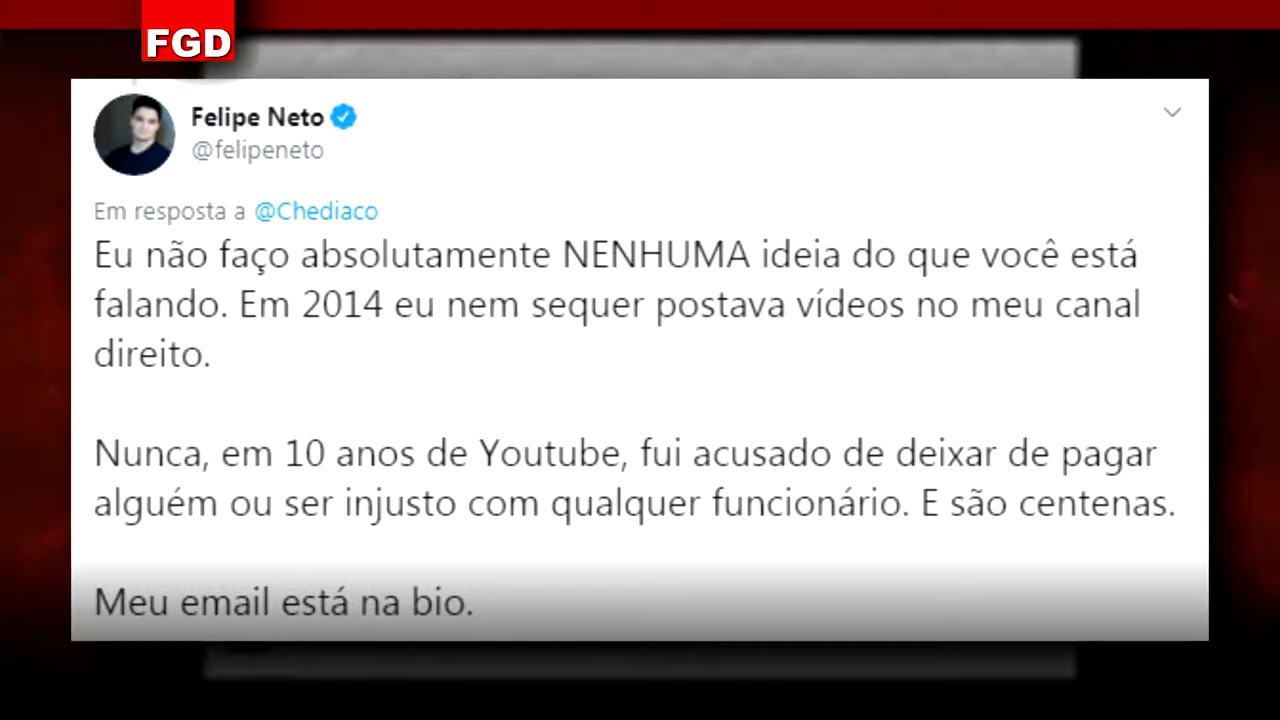 FGD
Felipe Neto
@felipeneto
Em resposta a @Chediaco
Eu não faço absolutamente NENHUMA ideia do que você está
falando. Em 2014 eu nem sequer postava vídeos no meu canal
direito.
Nunca, em 10 anos de Youtube, fui acusado de deixar de pagar
alguém ou ser injusto com qualquer funcionário. E são centenas.
Meu email está na bio.